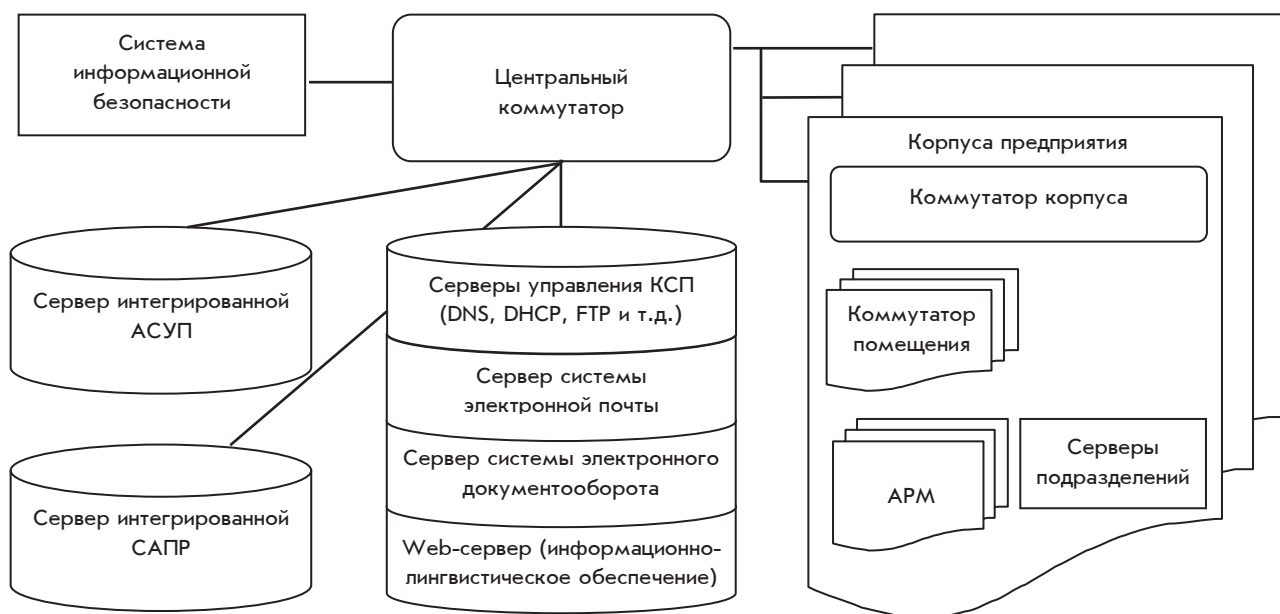 Система
информационной
безопасности
Центральный
коммутатор
Корпуса предприятия
Коммутатор корпуса
Сервер интегрированной
АСУП
Серверы управления КСП
(DNS, DHCP, FTP и т.д.)
Коммутатор
помещения
Сервер системы
электронной почты
Сервер системы электронного
документооборота
АРМ
Серверы
подразделений
Сервер интегрированной
САПР
Web-сервер (информационно-
лингвистическое обеспечение)